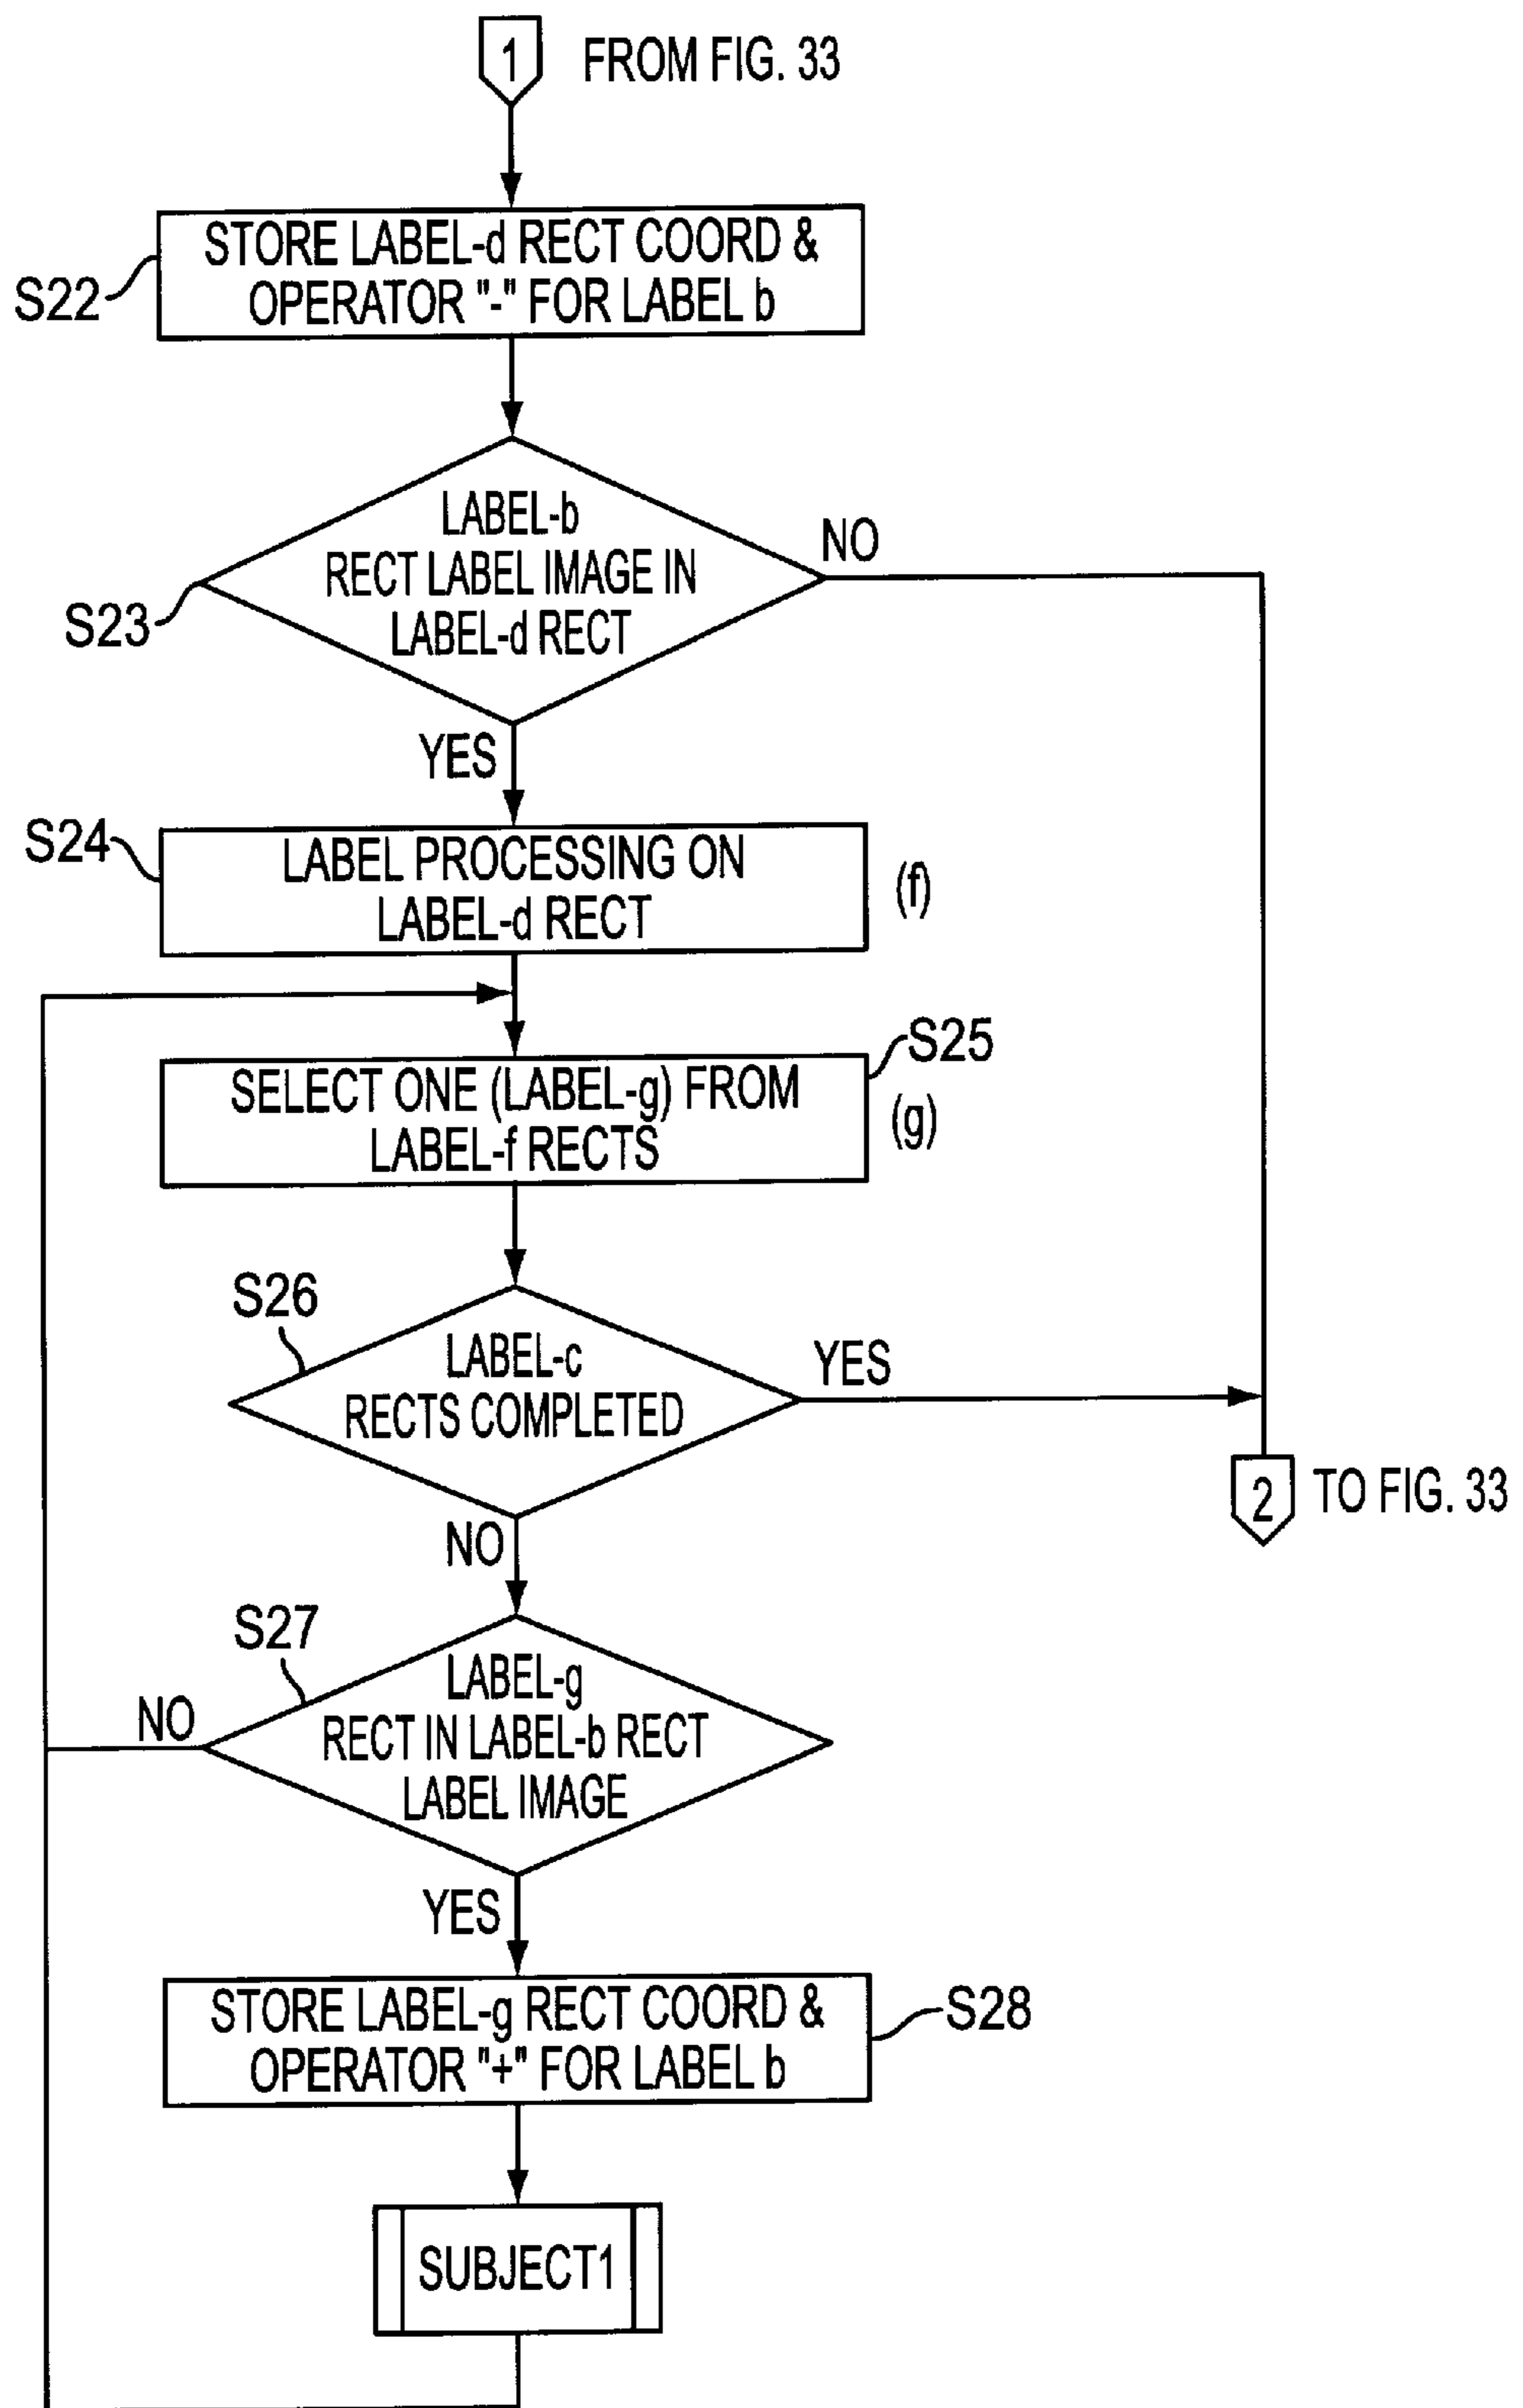 1 FROM FIG. 33
STORE LABEL-d RECT COORD &
OPERATOR "-" FOR LABEL b
S22
LABEL-b
RECT LABEL IMAGE IN
LABEL-d RECT
NO
S23
YES
S24
LABEL PROCESSING ON
LABEL-d RECT
(f)
S25
SELECT ONE (LABEL-g) FROM
LABEL-f RECTS
(g)
S26
LABEL-c
RECTS COMPLETED
YES
2 TO FIG. 33
NO
S27
LABEL-g
RECT IN LABEL-b RECT
LABEL IMAGE
NO
YES
STORE LABEL-g RECT COORD &
OPERATOR "+" FOR LABEL b
S28
SUBJECT1